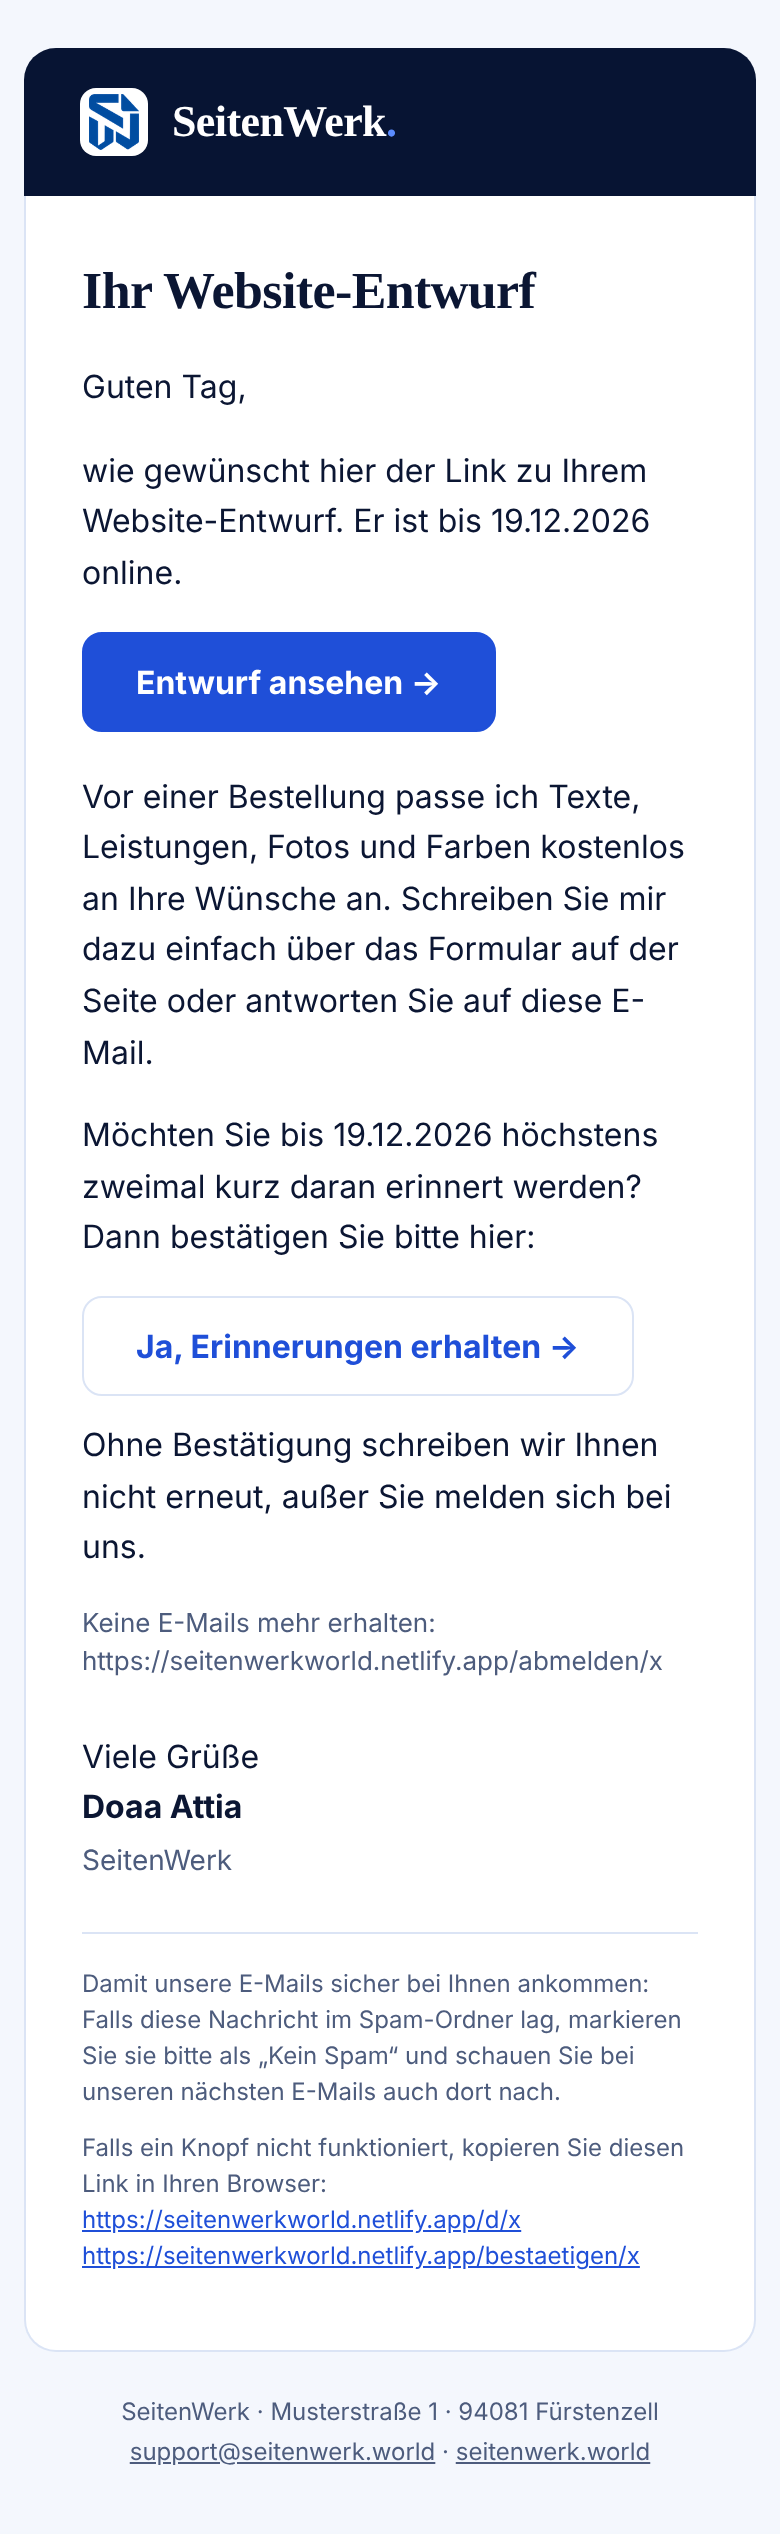 SeitenWerk.
Ihr Website-Entwurf
Guten Tag,
wie gewünscht hier der Link zu Ihrem
Website-Entwurf. Er ist bis 19.12.2026
online.
Entwurf ansehen →
Vor einer Bestellung passe ich Texte,
Leistungen, Fotos und Farben kostenlos
an Ihre Wünsche an. Schreiben Sie mir
dazu einfach über das Formular auf der
Seite oder antworten Sie auf diese E-
Mail.
Möchten Sie bis 19.12.2026 höchstens
zweimal kurz daran erinnert werden?
Dann bestätigen Sie bitte hier:
Ja, Erinnerungen erhalten →
Ohne Bestätigung schreiben wir Ihnen
nicht erneut, außer Sie melden sich bei
uns.
Keine E-Mails mehr erhalten:
https://seitenwerkworld.netlify.app/abmelden/x
Viele Grüße
Doaa Attia
SeitenWerk
Damit unsere E-Mails sicher bei Ihnen ankommen:
Falls diese Nachricht im Spam-Ordner lag, markieren
Sie sie bitte als „Kein Spam“ und schauen Sie bei
unseren nächsten E-Mails auch dort nach.
Falls ein Knopf nicht funktioniert, kopieren Sie diesen
Link in Ihren Browser:
https://seitenwerkworld.netlify.app/d/x
https://seitenwerkworld.netlify.app/bestaetigen/x
SeitenWerk · Musterstraße 1 · 94081 Fürstenzell
support@seitenwerk.world · seitenwerk.world